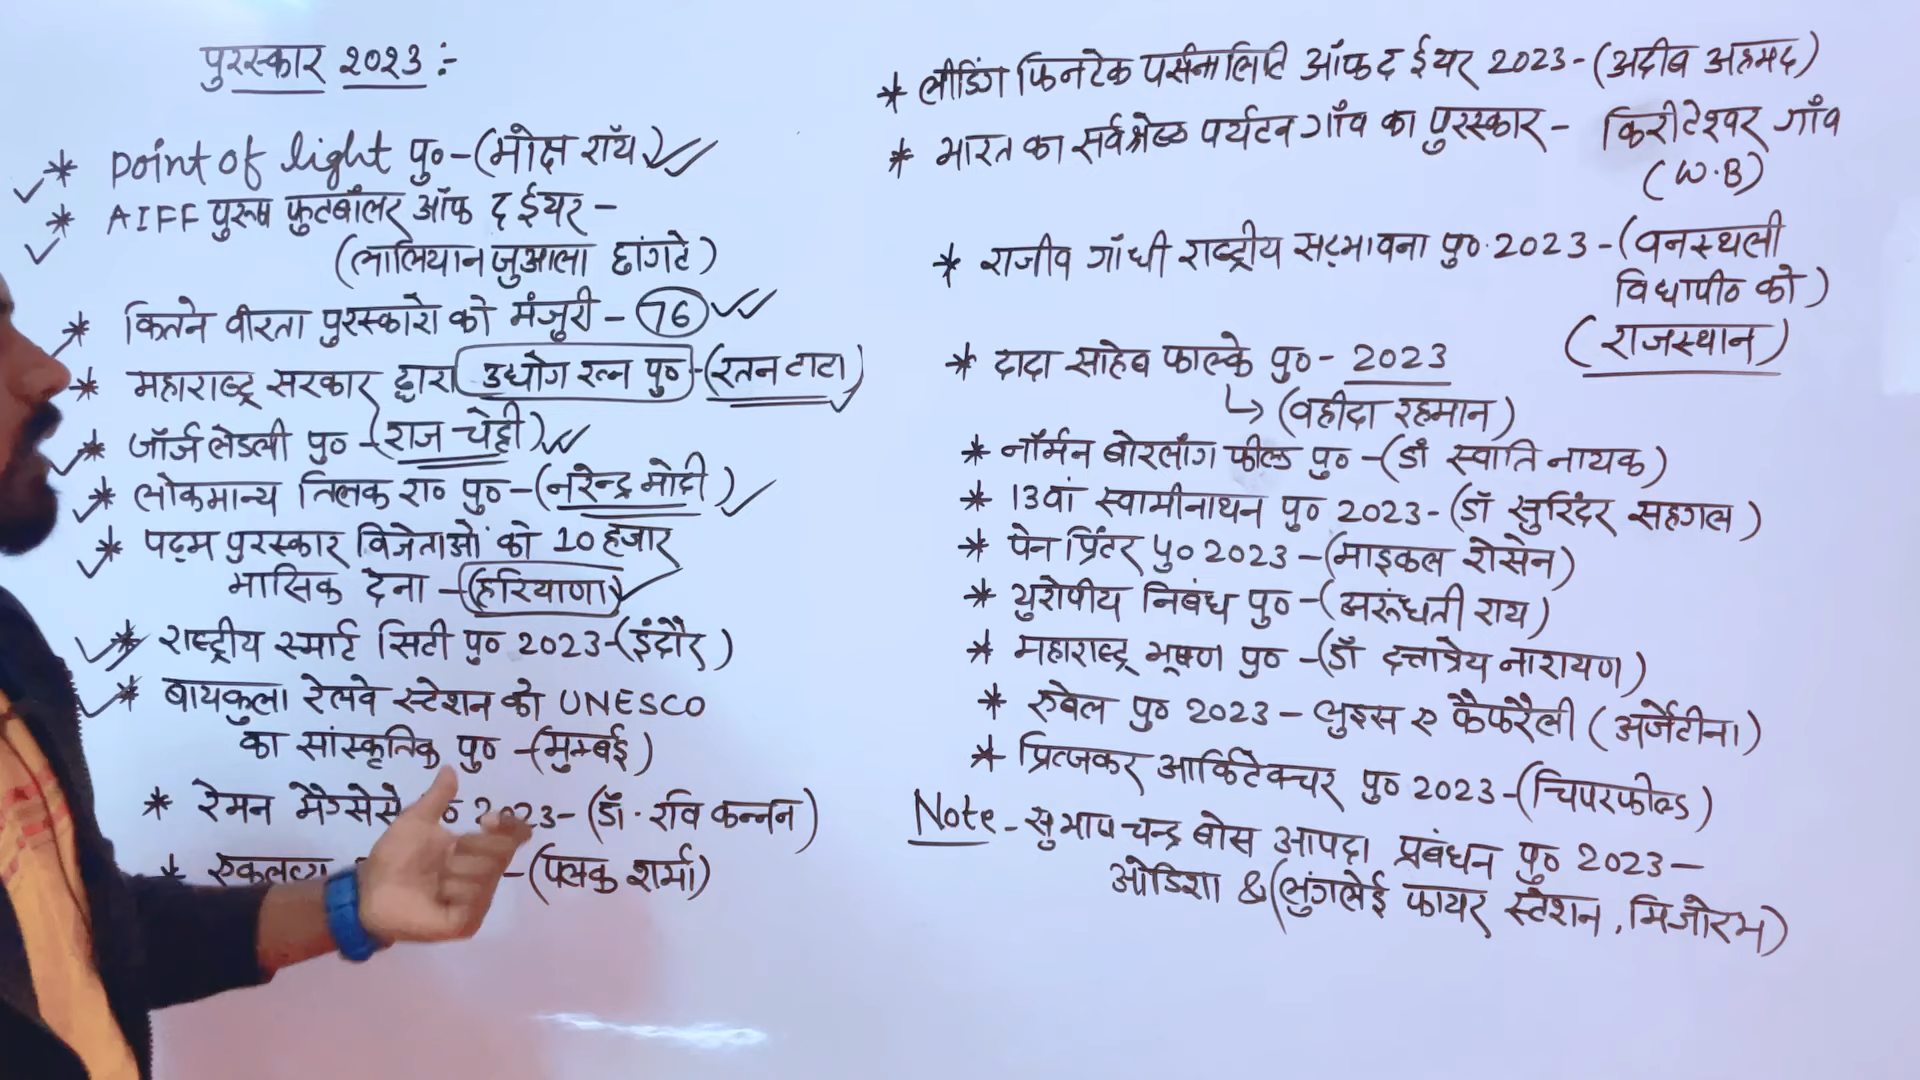 पुरस्कार २०२३ :-
* Point of light पु०-(मोक्ष रॉय)
* AIFF पुरूष फुटबॉलर ऑफ द ईयर -
(लालियानजुआला छांगटे)
* कितने वीरता पुरस्कारो को मंजुरी - 76
* महाराष्ट्र सरकार द्वारा उधोग रत्न पु० -(रतन टाटा)
* जॉर्ज लेडली पु० -(राज चेट्टी)
* लोकमान्य तिलक रा० पु० -(नरेन्द्र मोदी)
* पद्म पुरस्कार विजेताओं को 10 हजार
मासिक देना -(हरियाणा)
* राष्ट्रीय स्मार्ट सिटी पु० 2023-(इंदौर)
* बायकुला रेलवे स्टेशन को UNESCO
का सांस्कृतिक पु० -(मुम्बई)
* रेमन मैग्सेसे 2023- (डॉ. रवि कन्नन)
* -(पलक शर्मा)
* लीडिंग फिनटेक पर्सनालिटि ऑफ द ईयर 2023-(अदीब अहमद)
* भारत का सर्वश्रेष्ठ पर्यटन गाँव का पुरस्कार - किरीटेश्वर गाँव
(W.B)
* राजीव गाँधी राष्ट्रीय सद्भावना पु० 2023-(वनस्थली
विधापीठ को)
(राजस्थान)
* दादा साहेब फाल्के पु० - 2023
↳ (वहीदा रहमान)
* नॉर्मन बोरलॉग फील्ड पु० -(डॉ स्वाति नायक)
* 13वां स्वामीनाथन पु० 2023-(डॉ सुरिंदर सहगल)
* पेन प्रिंटर पु० 2023-(माइकल रोसेन)
* युरोपीय निबंध पु० -(अरूंधती राय)
* महाराष्ट्र भूषण पु० -(डॉ दत्तात्रेय नारायण)
* एबेल पु० 2023 - लुइस ए कैफरैली (अर्जेटीना)
* प्रित्जकर आर्किटेक्चर पु० 2023-(चिपरफील्ड)
Note - सुभाष चन्द्र बोस आपदा प्रबंधन पु० 2023-
ओडिशा & (लुंगलेई फायर स्टेशन, मिजोरम)